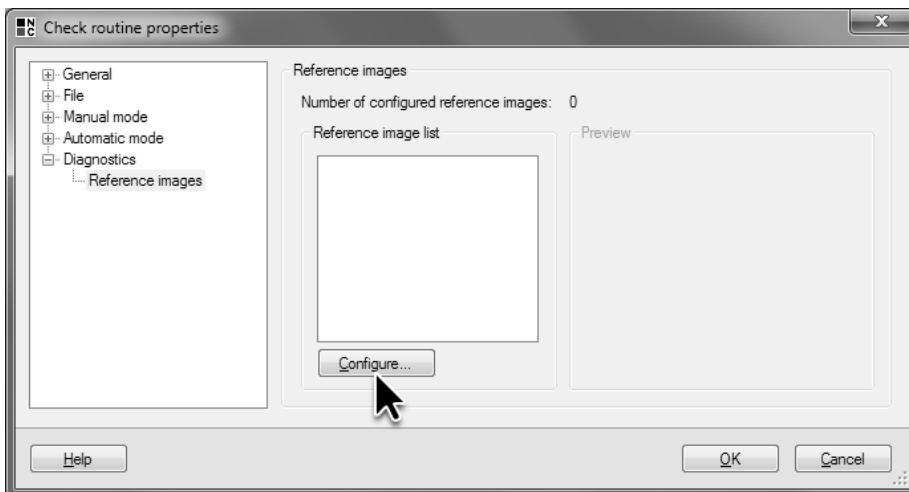 NC Check routine properties
x
General
File
Manual mode
Automatic mode
Diagnostics
Reference images
Reference images
Number of configured reference images: 0
Reference image list
Preview
Configure...
Help
OK
Cancel